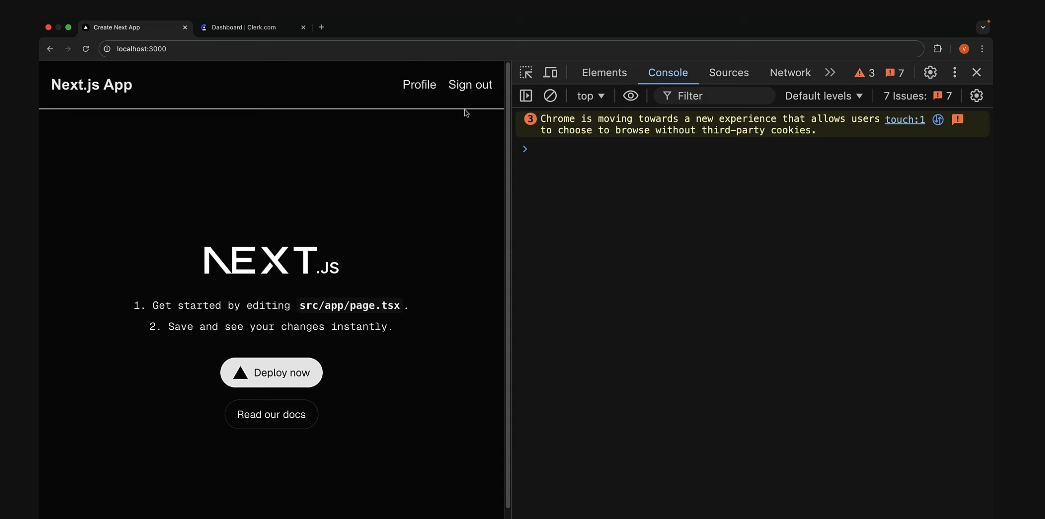 Create Next App
Dashboard | Clerk.com
localhost:3000
V
Next.js App
Profile
Sign out
NEXT.JS
1. Get started by editing src/app/page.tsx.
2. Save and see your changes instantly.
Deploy now
Read our docs
Elements
Console
Sources
Network
3
7
top
Filter
Default levels
7 Issues:
7
3
Chrome is moving towards a new experience that allows users
to choose to browse without third-party cookies.
touch:1